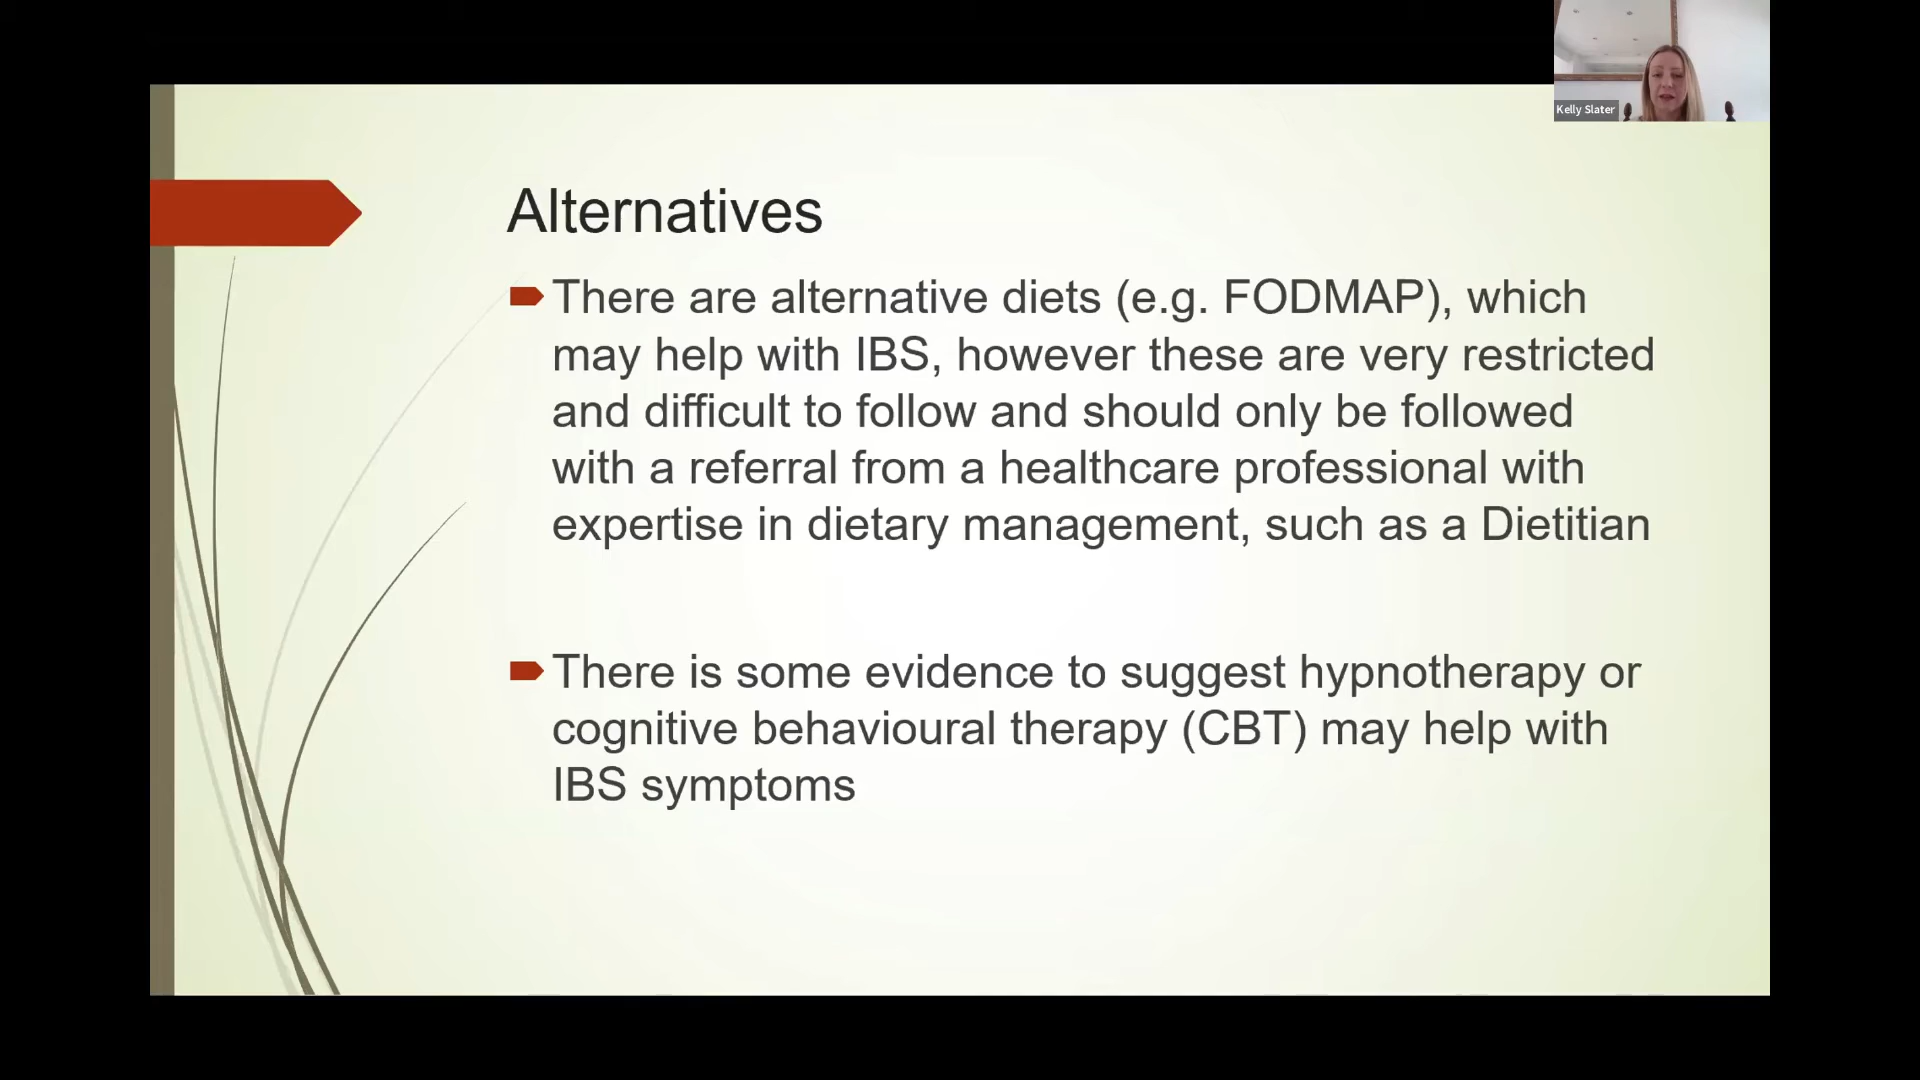 Kelly Slater
Alternatives
There are alternative diets (e.g. FODMAP), which
may help with IBS, however these are very restricted
and difficult to follow and should only be followed
with a referral from a healthcare professional with
expertise in dietary management, such as a Dietitian
There is some evidence to suggest hypnotherapy or
cognitive behavioural therapy (CBT) may help with
IBS symptoms